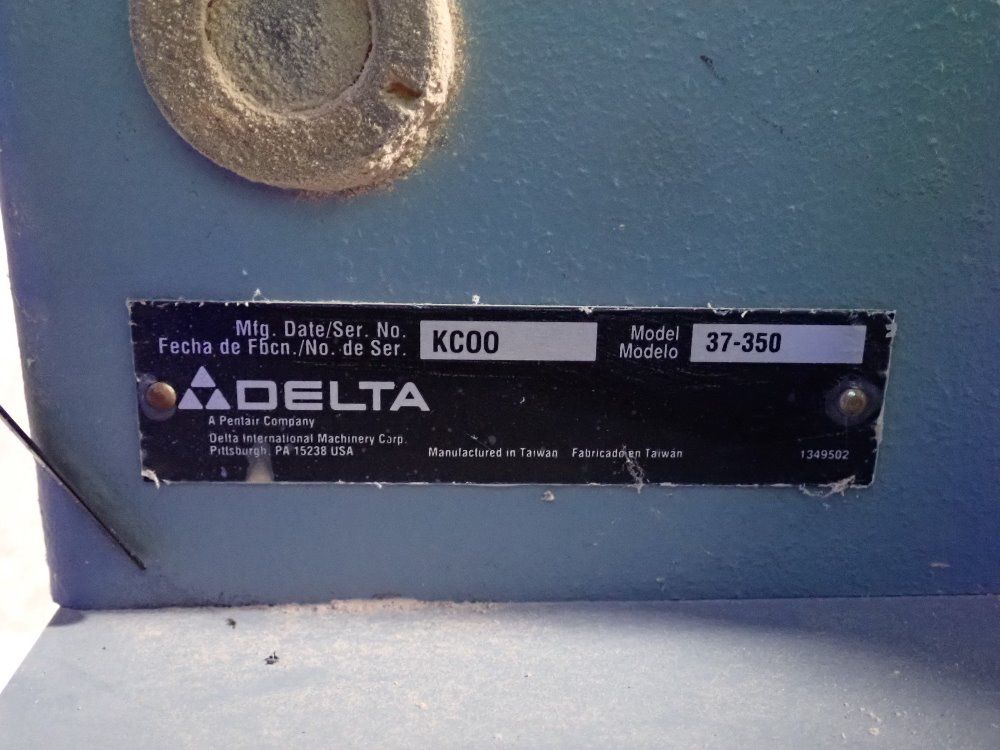 Mfg. Date/Ser. No. KC00 Model 37-350
Fecha de Fbcn./No. de Ser. Modelo
DELTA
A Pentair Company
Delta International Machinery Corp.
Pittsburgh, PA 15238 USA Manufactured in Taiwan Fabricado en Taiwán 1349502